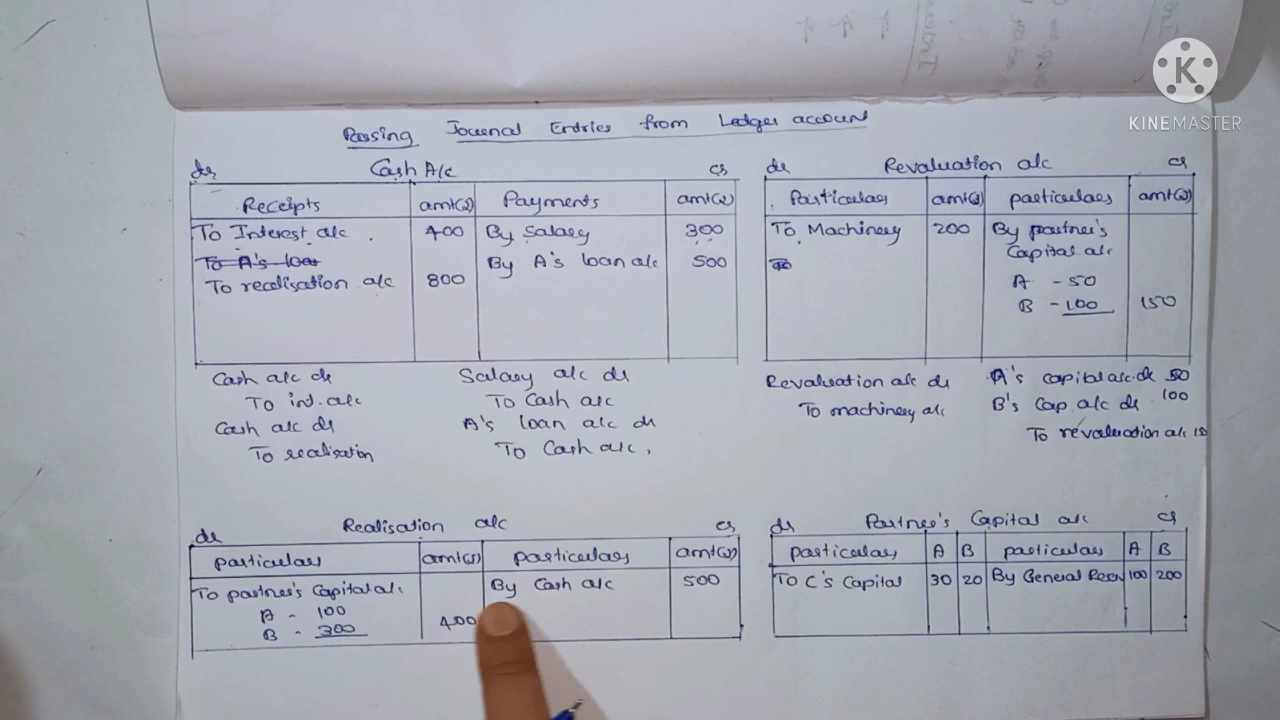 K
KINEMASTER
Passing Journal Entries from Ledger account
dr Cash A/c cr
Receipts amt(₹) Payments amt(₹)
To Interest a/c. 400 By Salary 300
To A's loa By A's loan a/c 500
To realisation a/c 800
Cash a/c dr
To int. a/c
Cash a/c dr
To realisation
Salary a/c dr
To Cash a/c
A's loan a/c dr
To Cash a/c.
dr Revaluation a/c cr
Particulars amt(₹) particulars amt(₹)
To Machinery 200 By partner's
To Capital a/c
A - 50
B - 100 150
Revaluation a/c dr
To machinery a/c
A's capital a/c. dr 50
B's Cap. a/c dr 100
To revaluation a/c 15
dr Realisation a/c cr
particulars amt(₹) particulars amt(₹)
To partner's Capital a/c By Cash a/c 500
A - 100
B - 300 400
dr Partner's Capital a/c cr
particulars A B particulars A B
To C's Capital 30 20 By General Reserv 100 200